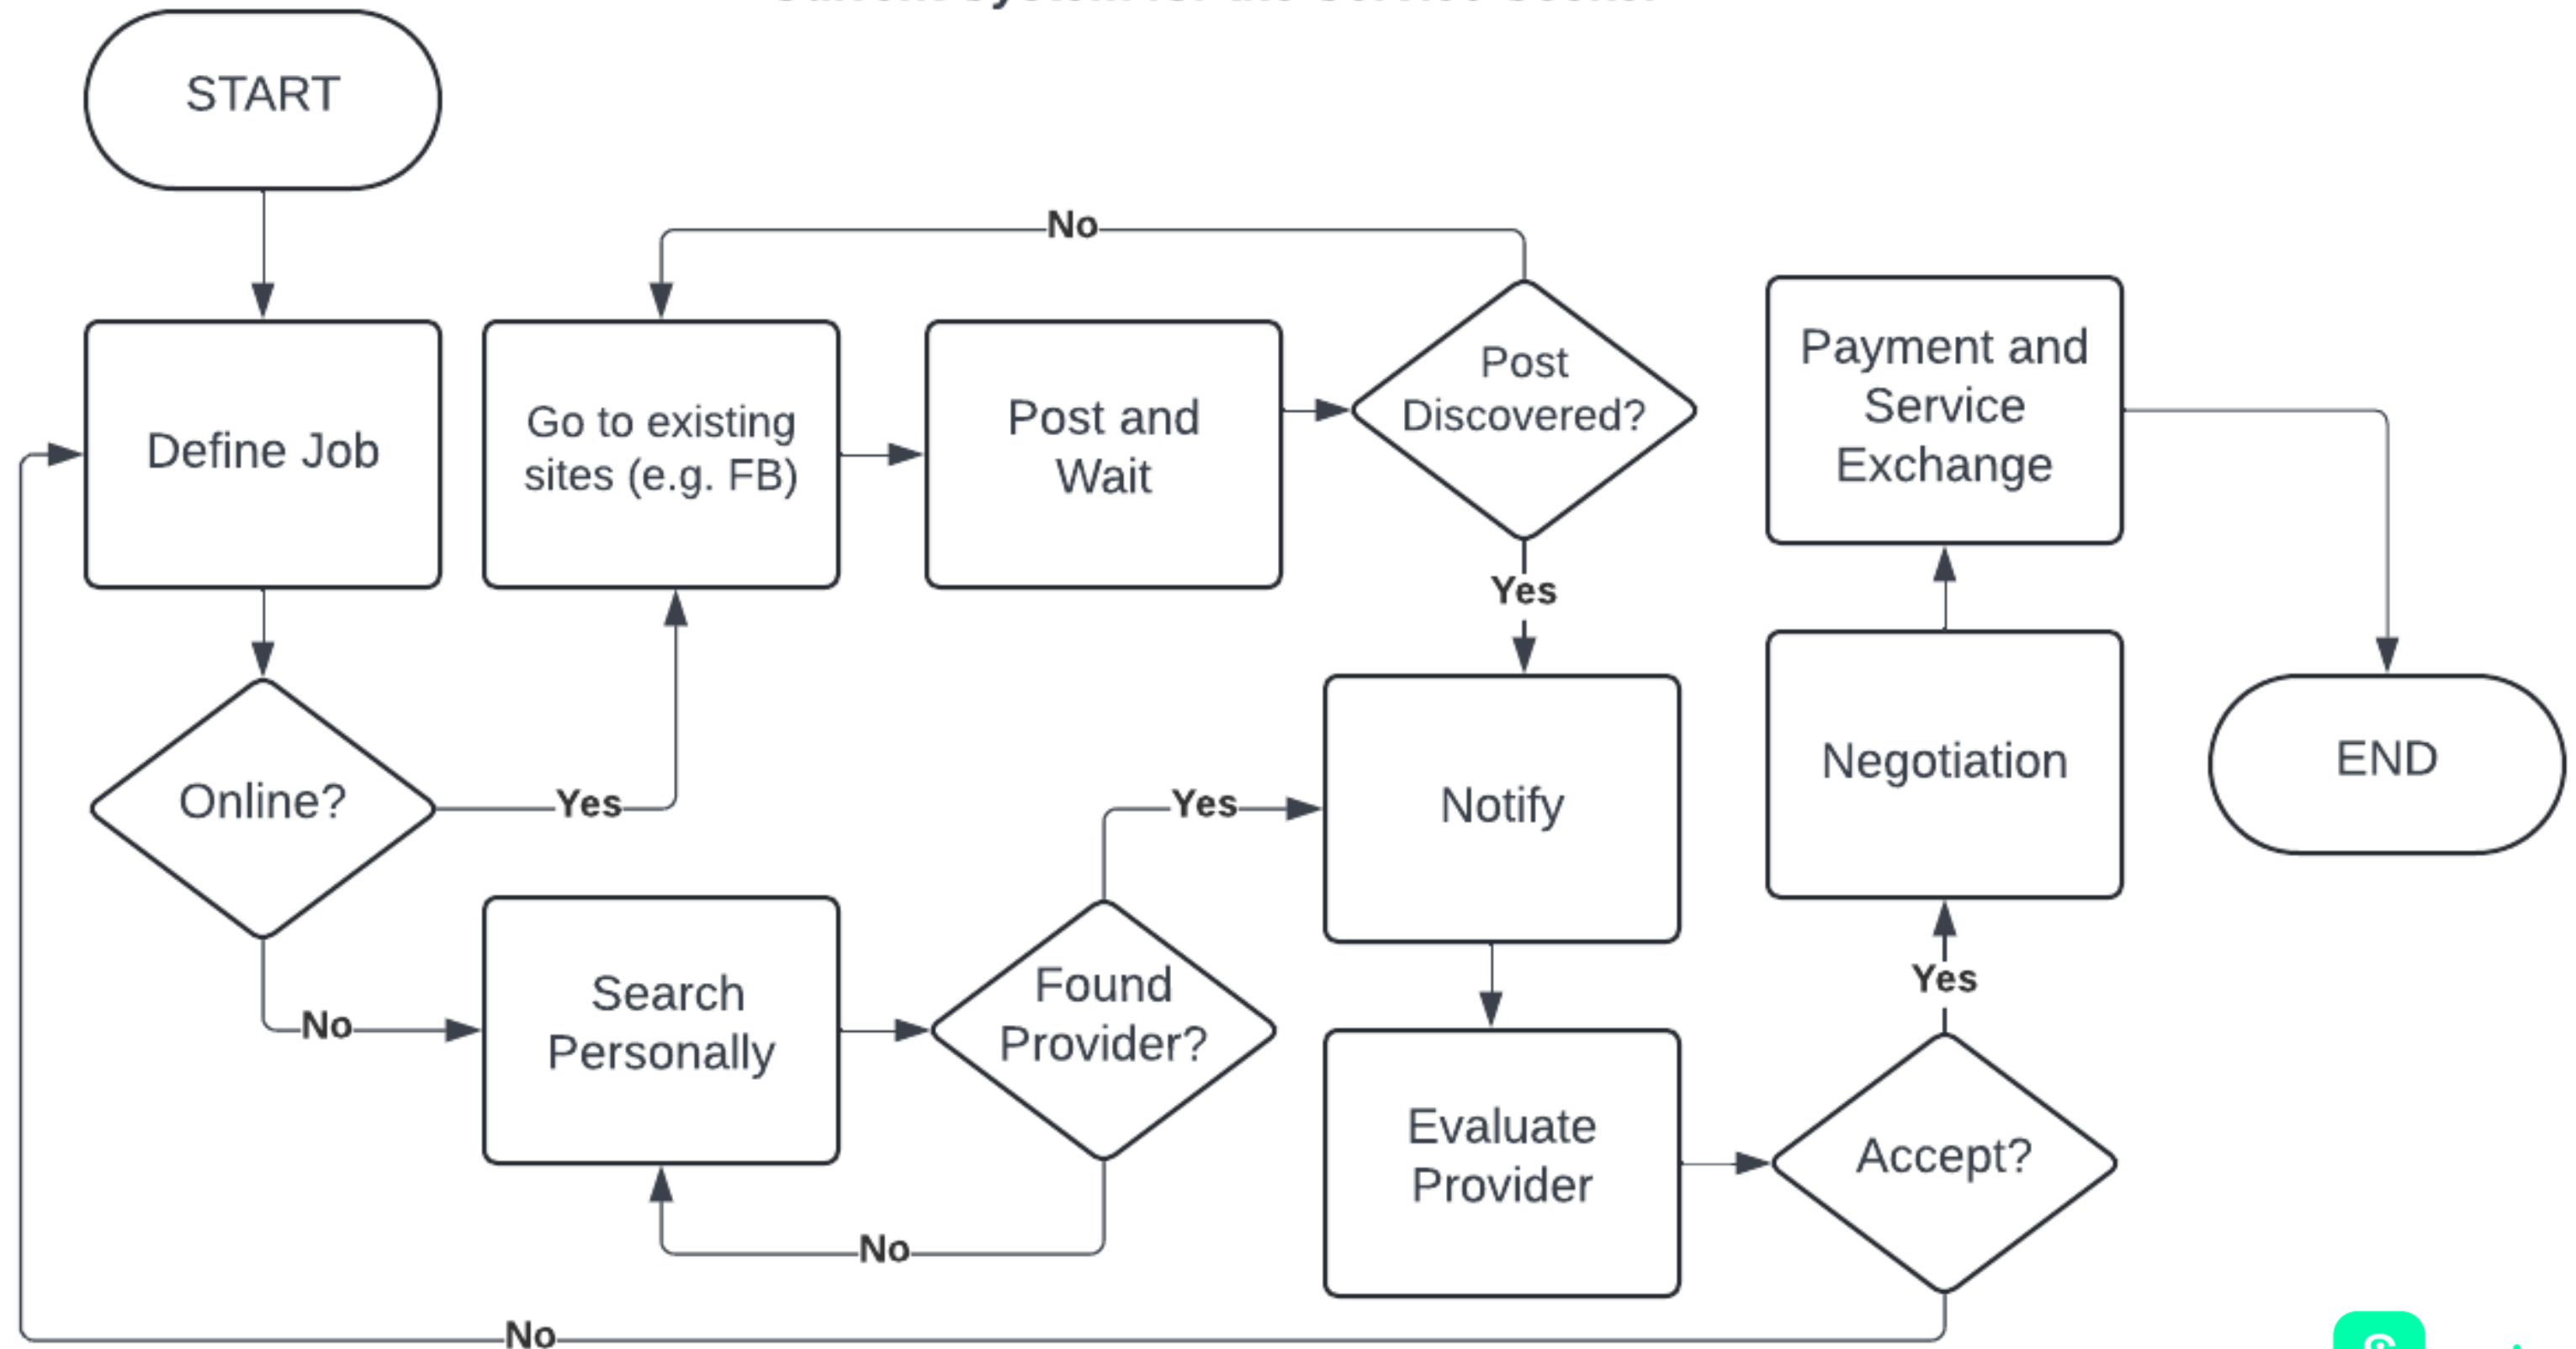 START
No
Define Job
Go to existing
sites (e.g. FB)
Post and
Wait
Post
Discovered?
Payment and
Service
Exchange
Yes
Online?
Yes
Yes
Notify
Negotiation
END
No
Search
Personally
Found
Provider?
Yes
Evaluate
Provider
Accept?
No
No